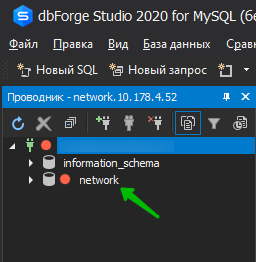 dbForge Studio 2020 for MySQL (бе
Файл Правка Вид База данных Сравн
Новый SQL Новый запрос
Проводник - network.10.178.4.52
information_schema
network